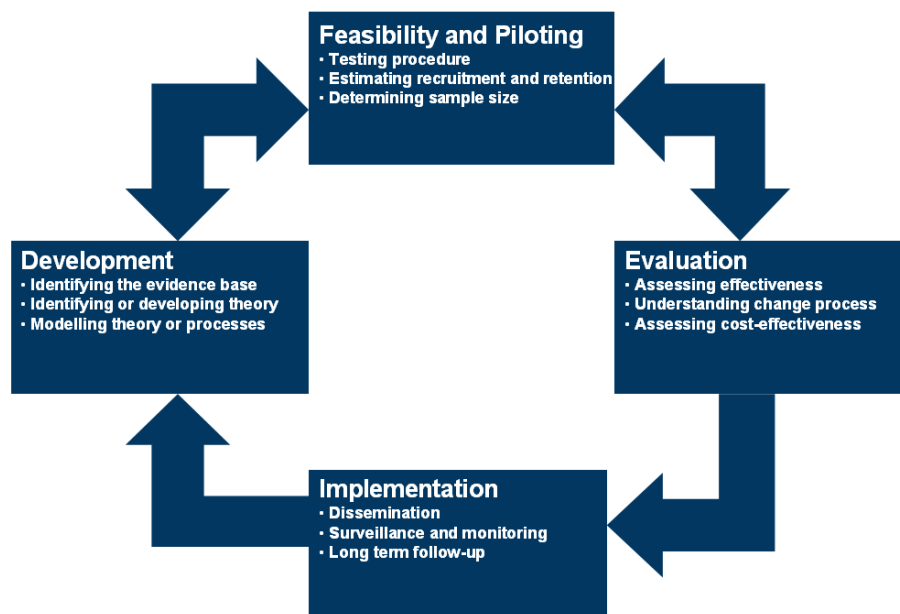 Feasibility and Piloting
· Testing procedure
· Estimating recruitment and retention
· Determining sample size
Development
· Identifying the evidence base
· Identifying or developing theory
· Modelling theory or processes
Evaluation
· Assessing effectiveness
· Understanding change process
· Assessing cost-effectiveness
Implementation
· Dissemination
· Surveillance and monitoring
· Long term follow-up